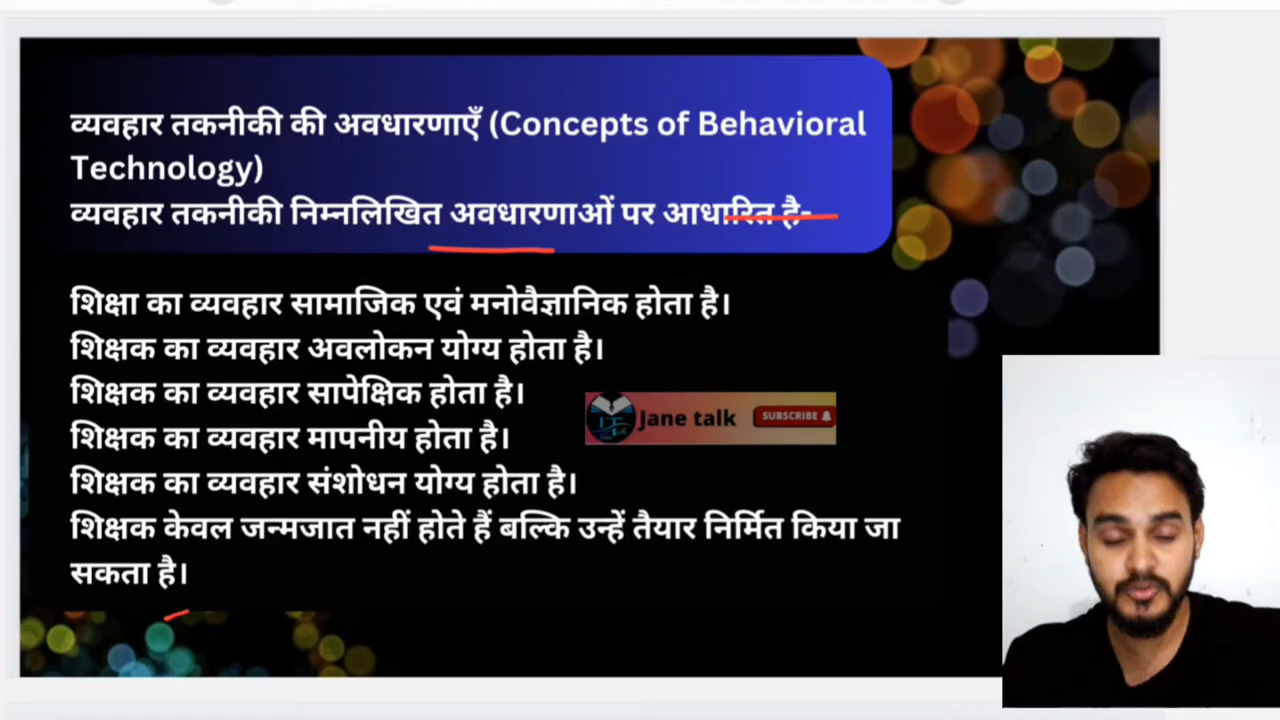 व्यवहार तकनीकी की अवधारणाएँ (Concepts of Behavioral
Technology)
व्यवहार तकनीकी निम्नलिखित अवधारणाओं पर आधारित है-
शिक्षा का व्यवहार सामाजिक एवं मनोवैज्ञानिक होता है।
शिक्षक का व्यवहार अवलोकन योग्य होता है।
शिक्षक का व्यवहार सापेक्षिक होता है।
शिक्षक का व्यवहार मापनीय होता है।
Jane talk SUBSCRIBE
शिक्षक का व्यवहार संशोधन योग्य होता है।
शिक्षक केवल जन्मजात नहीं होते हैं बल्कि उन्हें तैयार निर्मित किया जा
सकता है।